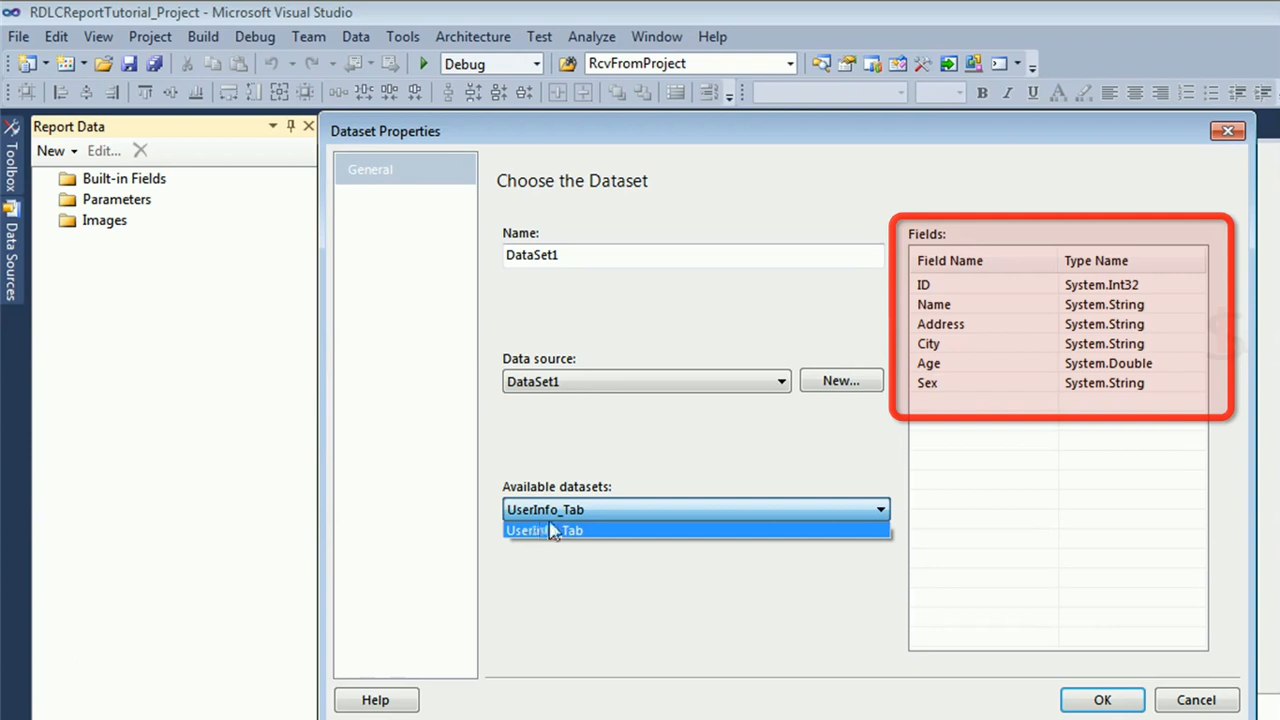 RDLCReportTutorial_Project - Microsoft Visual Studio
File Edit View Project Build Debug Team Data Tools Architecture Test Analyze Window Help
Debug RcvFromProject
B I U A
Toolbox
Data Sources
Report Data
New Edit...
Built-in Fields
Parameters
Images
Dataset Properties
General
Choose the Dataset
Name:
DataSet1
Data source:
DataSet1 New...
Available datasets:
UserInfo_Tab
UserInfo_Tab
Fields:
Field Name Type Name
ID System.Int32
Name System.String
Address System.String
City System.String
Age System.Double
Sex System.String
Help OK Cancel